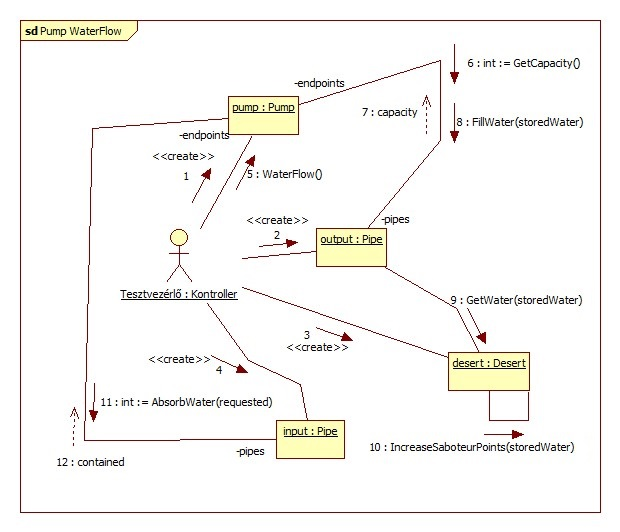 sd Pump WaterFlow
6 : int := GetCapacity()
-endpoints
pump : Pump
7 : capacity
8 : FillWater(storedWater)
-endpoints
<<create>>
1
5 : WaterFlow()
<<create>>
2
-pipes
output : Pipe
Tesztvezérlő : Kontroller
9 : GetWater(storedWater)
3
<<create>>
<<create>>
4
desert : Desert
11 : int := AbsorbWater(requested)
input : Pipe
-pipes
10 : IncreaseSaboteurPoints(storedWater)
12 : contained